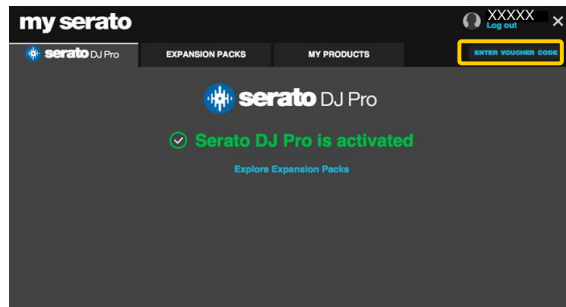 my serato
XXXXX
Log out
serato DJ Pro
EXPANSION PACKS
MY PRODUCTS
ENTER VOUCHER CODE
serato DJ Pro
Serato DJ Pro is activated
Explore Expansion Packs